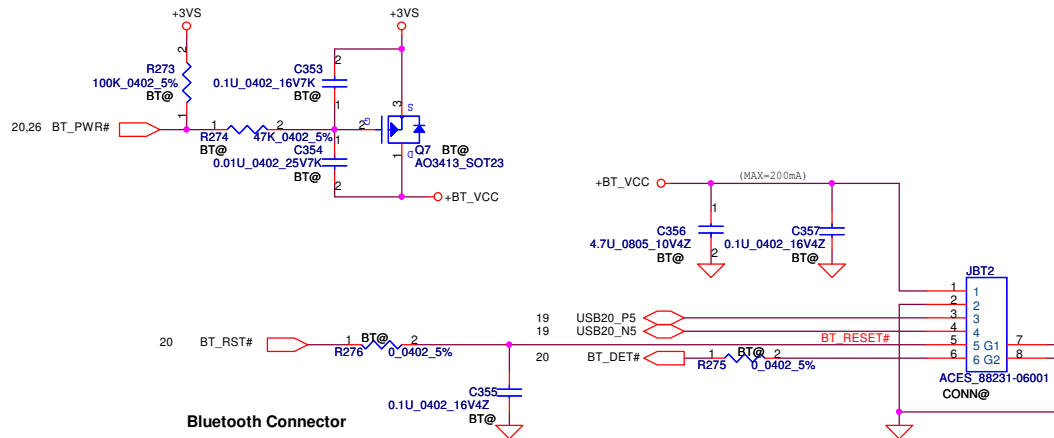 +3VS
+3VS
2
R273
100K_0402_5%
BT@
1
2
C353
0.1U_0402_16V7K
BT@
1
3
S
G
2
D
1
Q7
BT@
AO3413_SOT23
20,26 BT_PWR#
1
2
R274
47K_0402_5%
BT@
1
C354
0.01U_0402_25V7K
BT@
2
+BT_VCC
+BT_VCC
(MAX=200mA)
1
C356
4.7U_0805_10V4Z
BT@
2
C357
0.1U_0402_16V4Z
BT@
JBT2
1 1
2 2
19 USB20_P5
3 3
19 USB20_N5
4 4
20 BT_RST#
1
BT@
2
R276
0_0402_5%
BT_RESET#
5 5 G1 7
20 BT_DET#
1
BT@
2
R275
0_0402_5%
6 6 G2 8
ACES_88231-06001
CONN@
C355
0.1U_0402_16V4Z
BT@
Bluetooth Connector